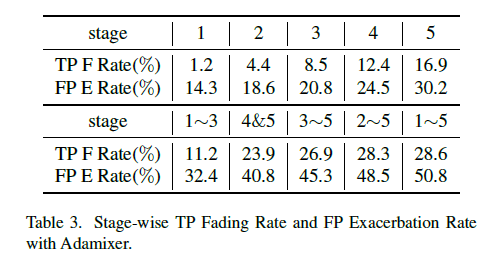 stage 1 2 3 4 5
TP F Rate(%) 1.2 4.4 8.5 12.4 16.9
FP E Rate(%) 14.3 18.6 20.8 24.5 30.2
stage 1∼3 4&5 3∼5 2∼5 1∼5
TP F Rate(%) 11.2 23.9 26.9 28.3 28.6
FP E Rate(%) 32.4 40.8 45.3 48.5 50.8
Table 3. Stage-wise TP Fading Rate and FP Exacerbation Rate
with Adamixer.